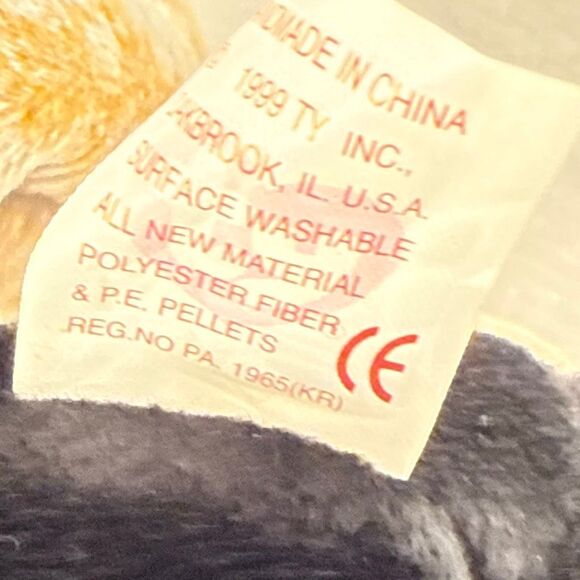 MADE IN CHINA
1999 TY INC.,
OAKBROOK, IL. U.S.A.
SURFACE WASHABLE
ALL NEW MATERIAL
POLYESTER FIBER
& P.E. PELLETS
REG.NO PA. 1965(KR)
CE